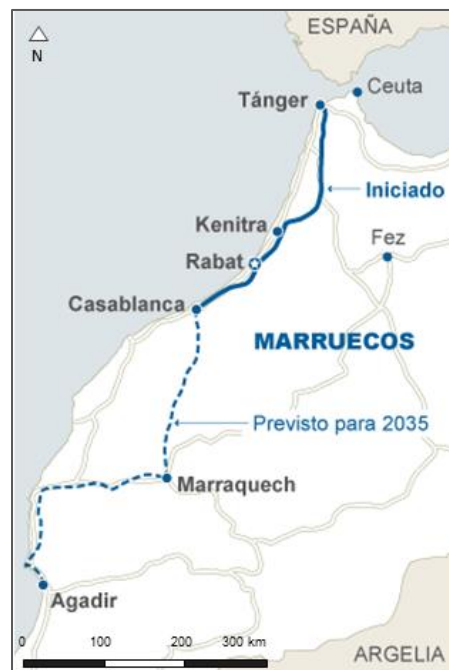 ESPAÑA
N
Ceuta
Tánger
Iniciado
Kenitra
Fez
Rabat
Casablanca
MARRUECOS
Previsto para 2035
Marraquech
Agadir
0 100 200 300 km
ARGELIA